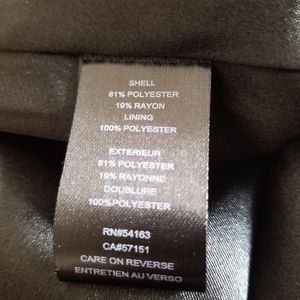 SHELL
81% POLYESTER
19% RAYON
LINING
100% POLYESTER
EXTERIEUR
81% POLYESTER
19% RAYONNE
DOUBLURE
100%POLYESTER
RN#54163
CA#57151
CARE ON REVERSE
ENTRETIEN AU VERSO